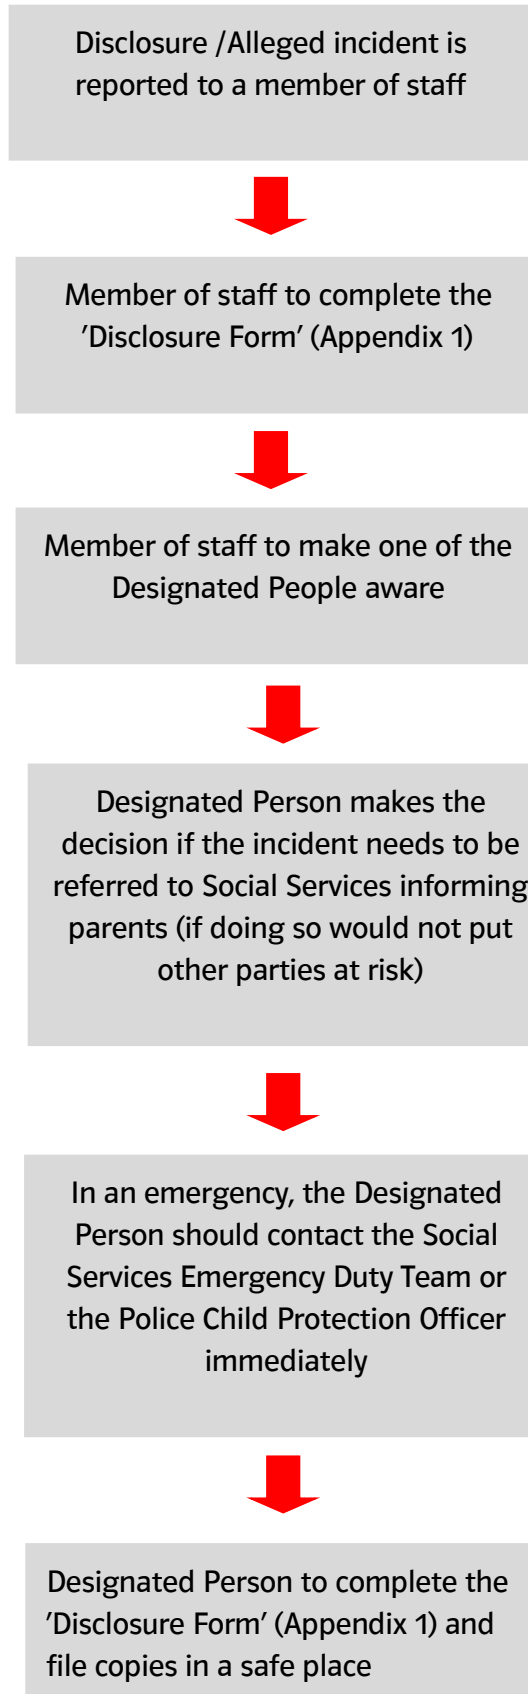 Disclosure /Alleged incident is
reported to a member of staff
Member of staff to complete the
'Disclosure Form' (Appendix 1)
Member of staff to make one of the
Designated People aware
Designated Person makes the
decision if the incident needs to be
referred to Social Services informing
parents (if doing so would not put
other parties at risk)
In an emergency, the Designated
Person should contact the Social
Services Emergency Duty Team or
the Police Child Protection Officer
immediately
Designated Person to complete the
'Disclosure Form' (Appendix 1) and
file copies in a safe place